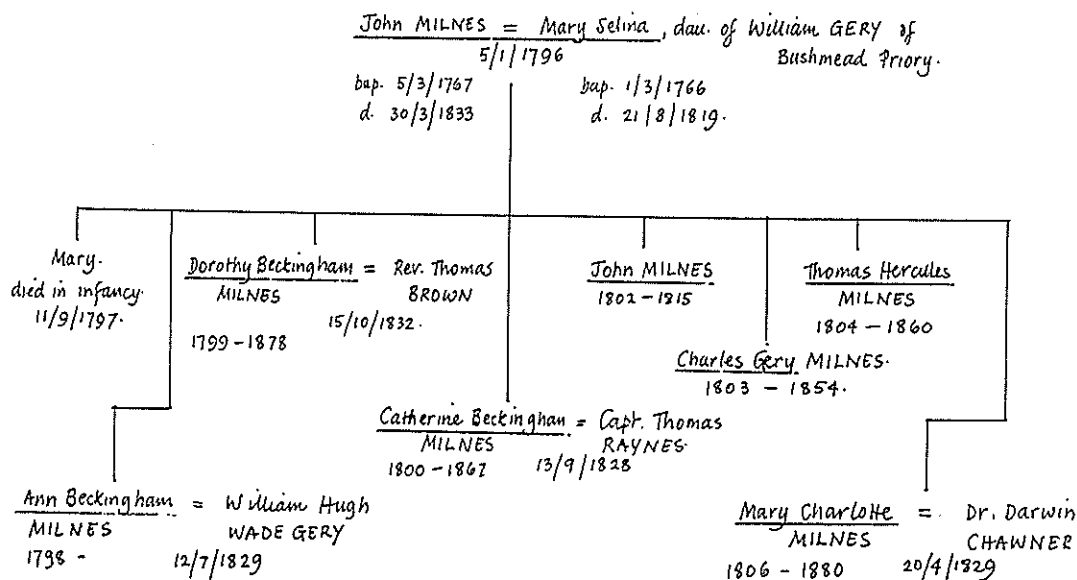 John MILNES = Mary Selina, dau. of William GERY of
5/1/1796 Bushmead Priory.
bap. 5/3/1767 bap. 1/3/1766
d. 30/3/1833 d. 21/8/1819.
Mary.
died in infancy.
11/9/1797.
Dorothy Beckingham = Rev. Thomas
MILNES BROWN
15/10/1832.
1799-1878
John MILNES
1802-1815
Thomas Hercules
MILNES
1804-1860
Charles Gery MILNES.
1803-1854.
Catherine Beckingham = Capt. Thomas
MILNES RAYNES.
1800-1867 13/9/1828
Ann Beckingham = William Hugh
MILNES WADE GERY
1798- 12/7/1829
Mary Charlotte = Dr. Darwin
MILNES CHAWNER
1806-1880 20/4/1829